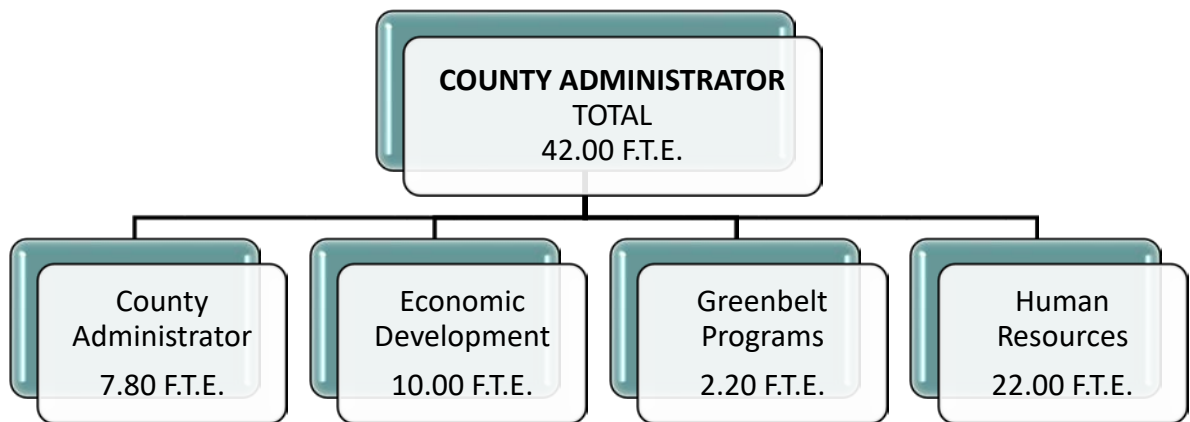 COUNTY ADMINISTRATOR
TOTAL
42.00 F.T.E.
County
Administrator
7.80 F.T.E.
Economic
Development
10.00 F.T.E.
Greenbelt
Programs
2.20 F.T.E.
Human
Resources
22.00 F.T.E.